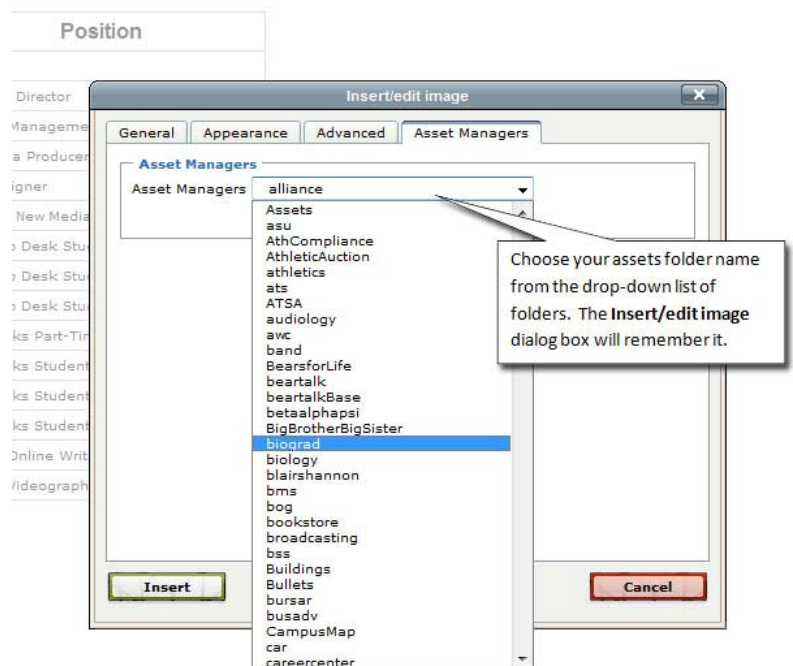 Position
Director
Insert/edit image
Manageme
General Appearance Advanced Asset Managers
a Producer
Asset Managers
igner
Asset Managers alliance
New Media
Assets
asu
Desk Stu
AthCompliance
AthleticAuction
athletics
Desk Stu
ats
ATSA
Desk Stu
audiology
awc
ks Part-Tir
band
BearsforLife
ks Student
beartalk
beartalkBase
ks Student
betaalphapsi
BigBrotherBigSister
ks Student
biograd
Online Writ
biology
blairshannon
Videograph
bms
bog
bookstore
broadcasting
bss
Buildings
Bullets
bursar
busadv
CampusMap
car
careercenter
Choose your assets folder name
from the drop-down list of
folders. The Insert/edit image
dialog box will remember it.
Insert
Cancel